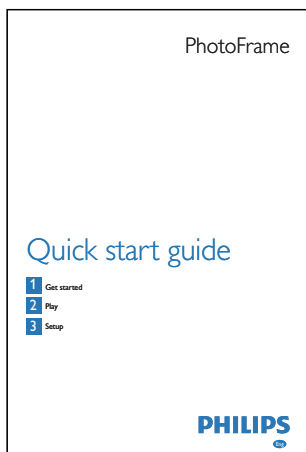 PhotoFrame
Quick start guide
1 Get started
2 Play
3 Setup
PHILIPS
Eng